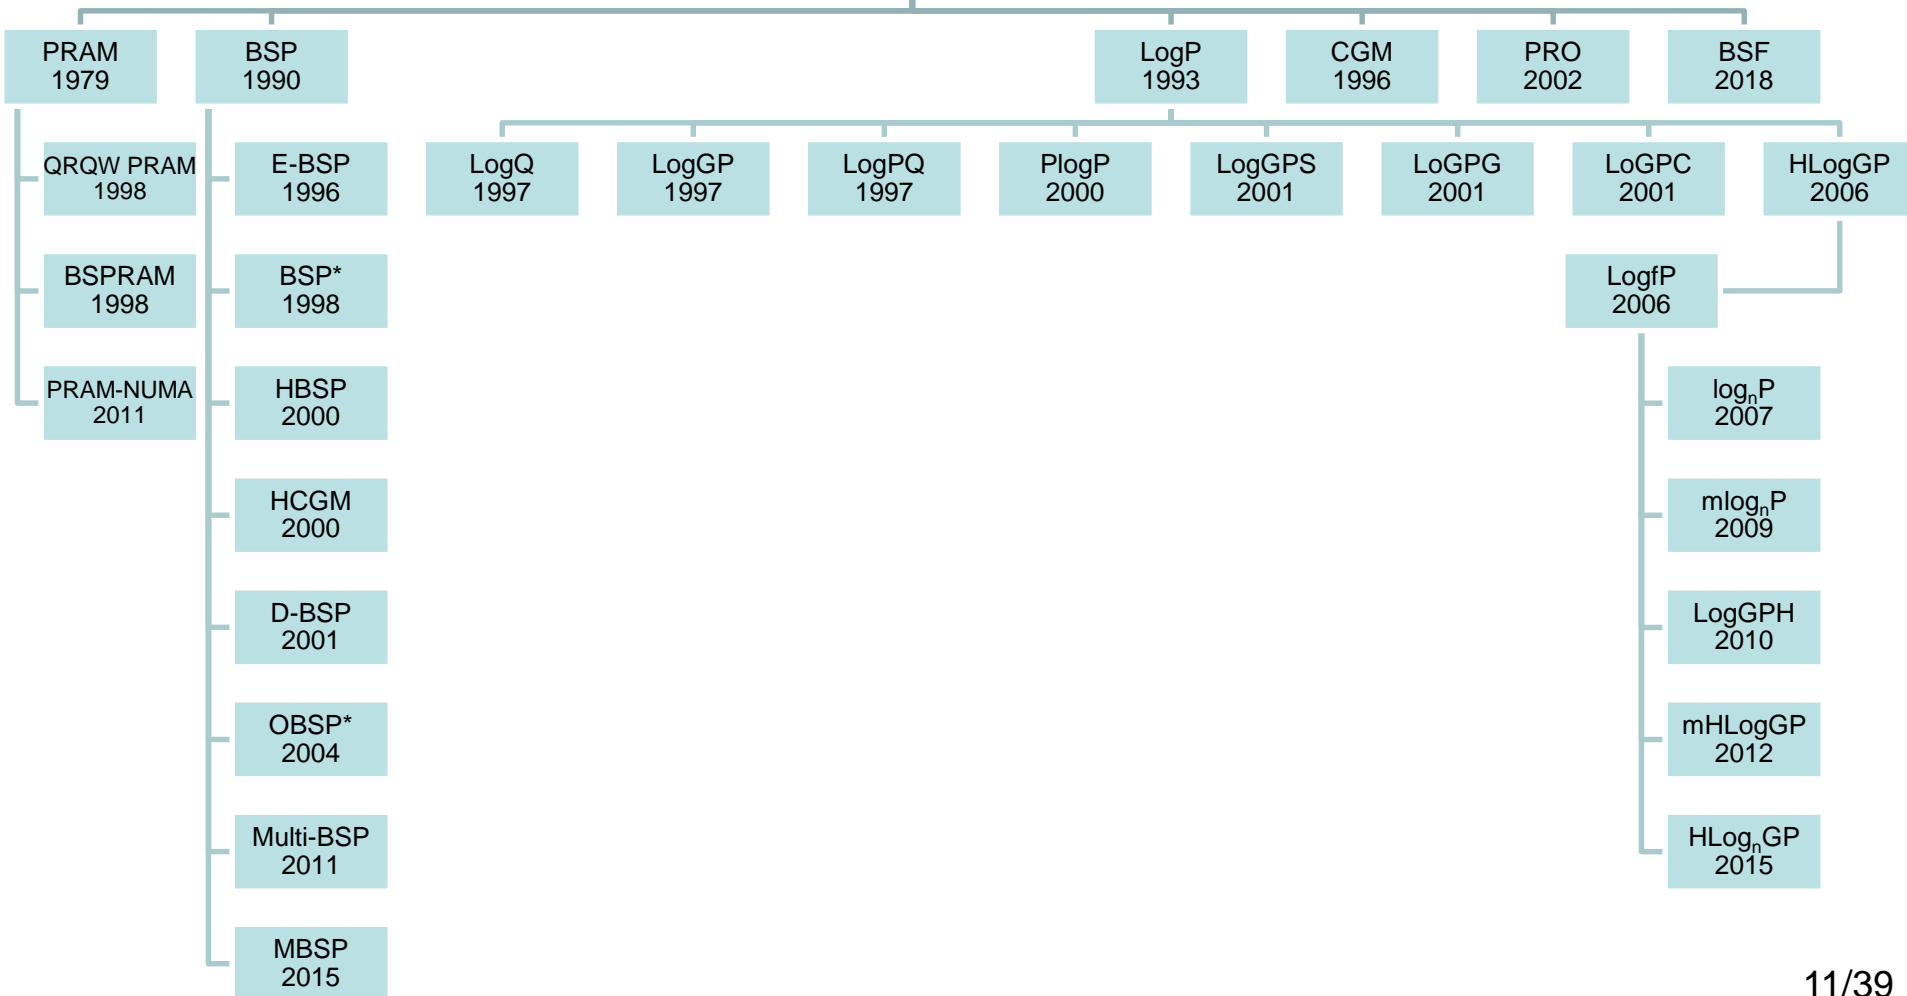 PRAM
1979
BSP
1990
LogP
1993
CGM
1996
PRO
2002
BSF
2018
QRQW PRAM
1998
E-BSP
1996
LogQ
1997
LogGP
1997
LogPQ
1997
PlogP
2000
LogGPS
2001
LoGPG
2001
LoGPC
2001
HLogGP
2006
BSPRAM
1998
BSP*
1998
LogfP
2006
PRAM-NUMA
2011
HBSP
2000
logₙP
2007
HCGM
2000
mlogₙP
2009
D-BSP
2001
LogGPH
2010
OBSP*
2004
mHLogGP
2012
Multi-BSP
2011
HLogₙGP
2015
MBSP
2015
11/39